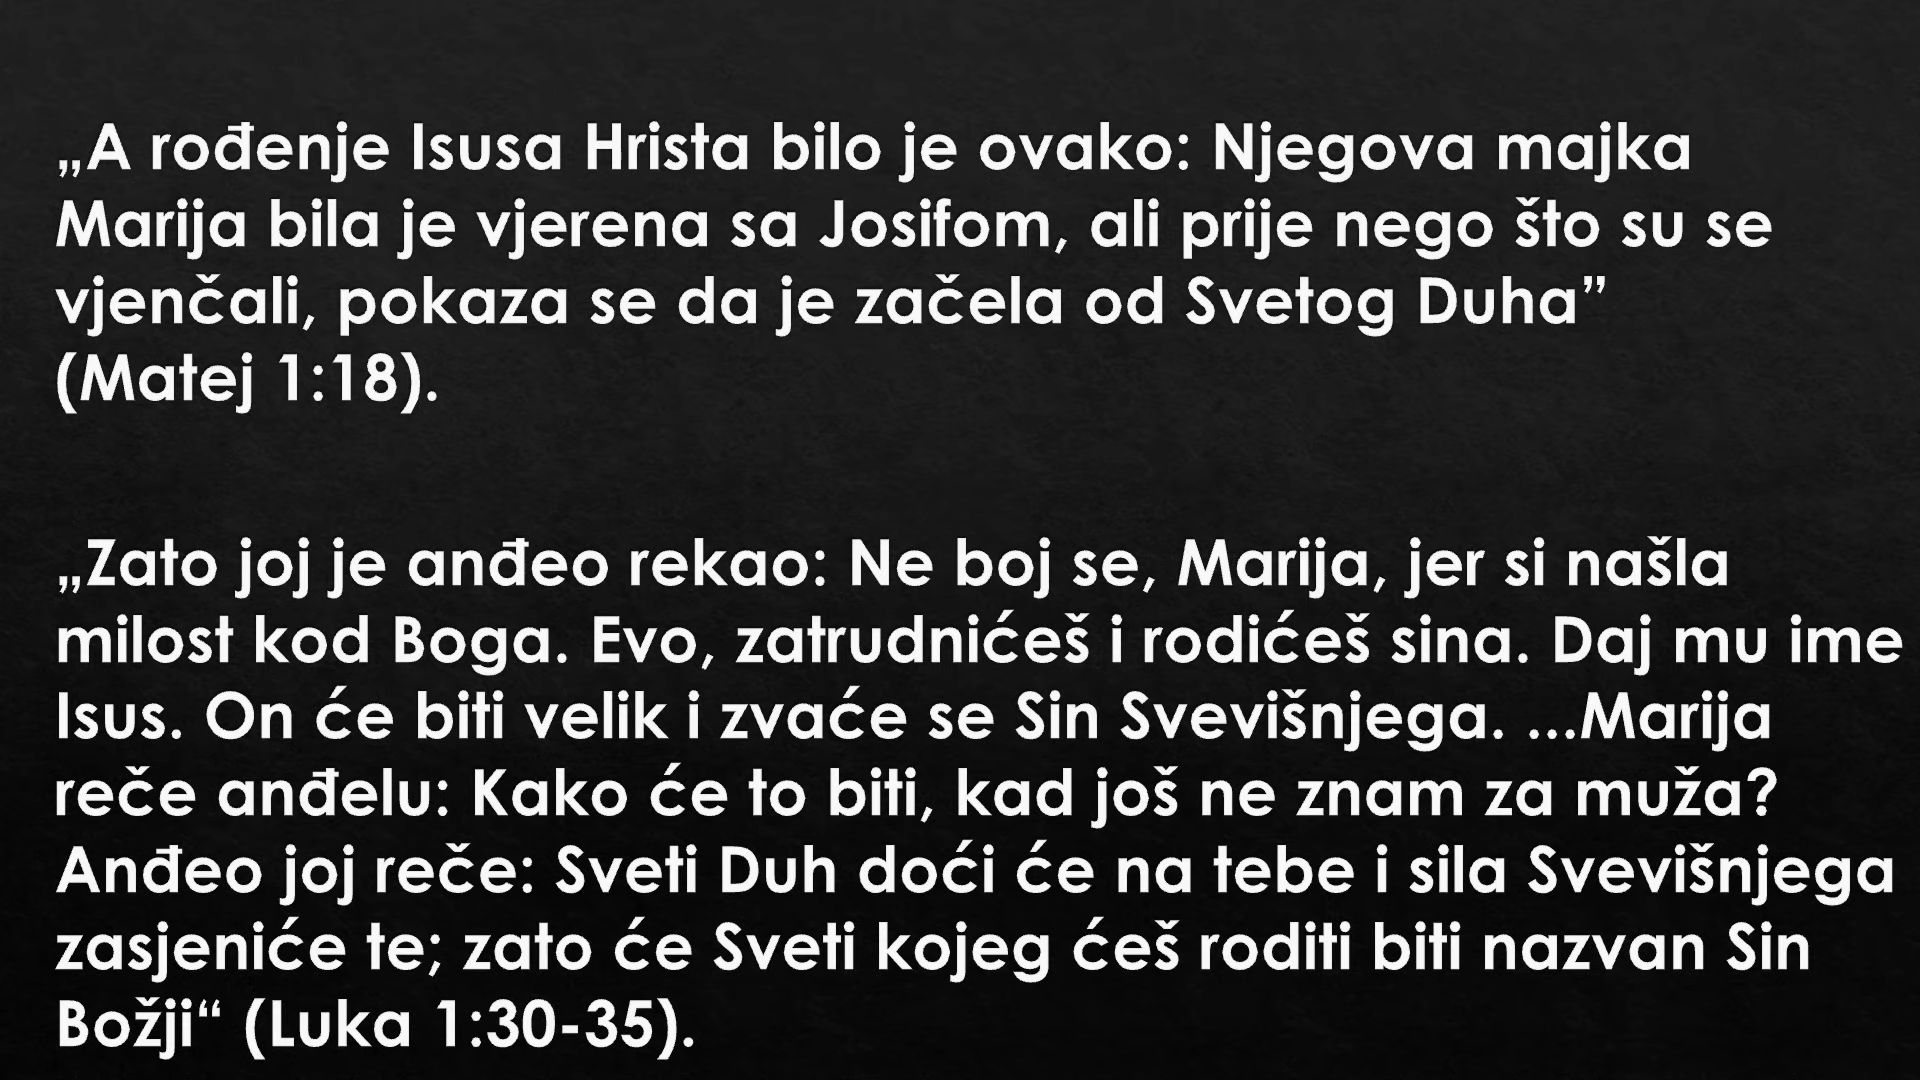 „A rođenje Isusa Hrista bilo je ovako: Njegova majka
Marija bila je vjerena sa Josifom, ali prije nego što su se
vjenčali, pokaza se da je začela od Svetog Duha”
(Matej 1:18).
„Zato joj je anđeo rekao: Ne boj se, Marija, jer si našla
milost kod Boga. Evo, zatrudnićeš i rodićeš sina. Daj mu ime
Isus. On će biti velik i zvaće se Sin Svevišnjega. ...Marija
reče anđelu: Kako će to biti, kad još ne znam za muža?
Anđeo joj reče: Sveti Duh doći će na tebe i sila Svevišnjega
zasjeniće te; zato će Sveti kojeg ćeš roditi biti nazvan Sin
Božji“ (Luka 1:30-35).